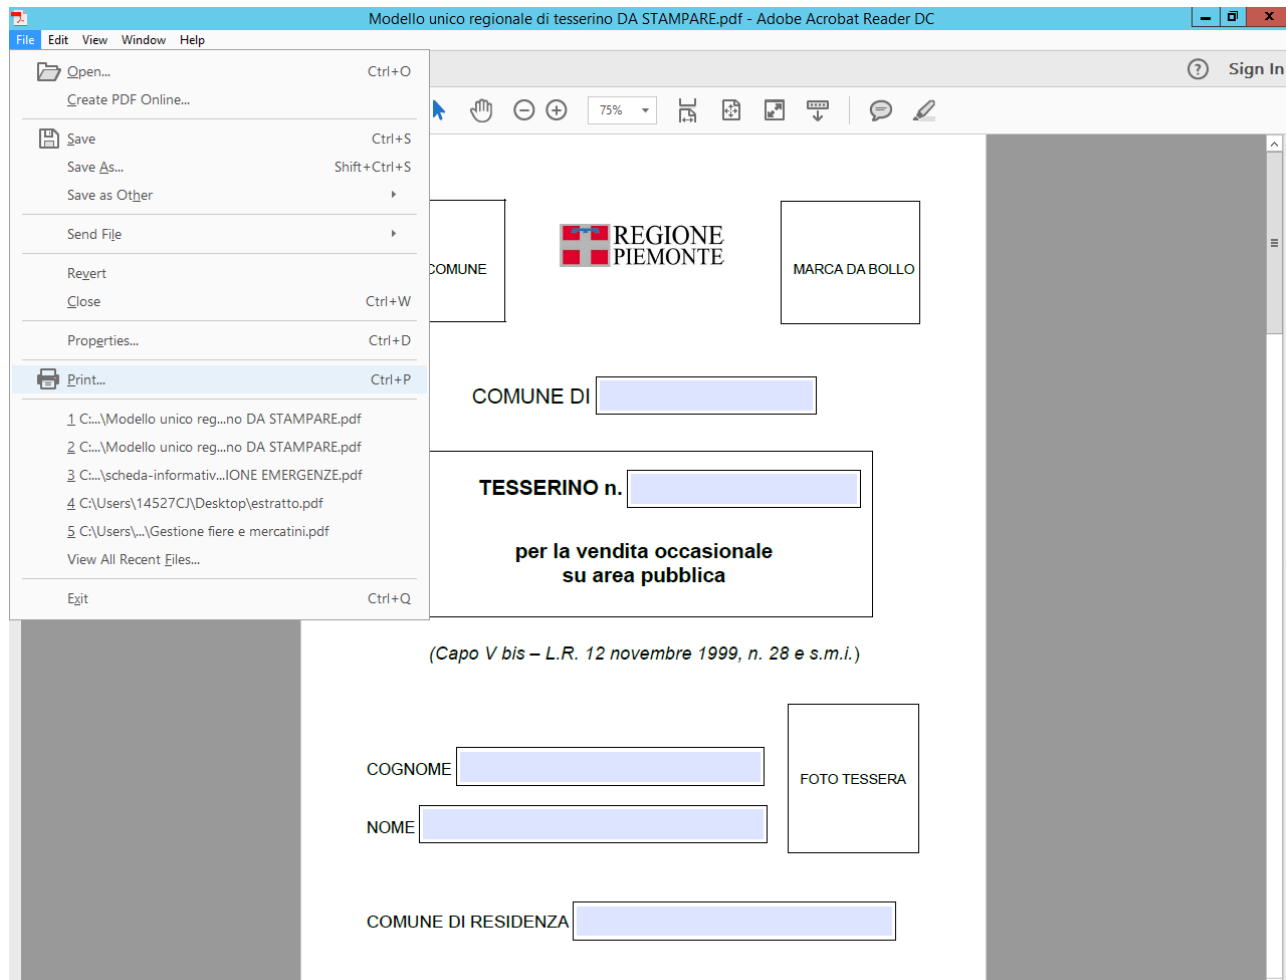 Modello unico regionale di tesserino DA STAMPARE.pdf - Adobe Acrobat Reader DC
File Edit View Window Help
Open... Ctrl+O
Create PDF Online...
Save Ctrl+S
Save As... Shift+Ctrl+S
Save as Other
Send File
Revert
Close Ctrl+W
Properties... Ctrl+D
Print... Ctrl+P
1 C:...\Modello unico reg...no DA STAMPARE.pdf
2 C:...\Modello unico reg...no DA STAMPARE.pdf
3 C:...\scheda-informativ...IONE EMERGENZE.pdf
4 C:\Users\14527CJ\Desktop\estratto.pdf
5 C:\Users\...\Gestione fiere e mercatini.pdf
View All Recent Files...
Exit Ctrl+Q
? Sign In
75%
COMUNE
REGIONE
PIEMONTE
MARCA DA BOLLO
COMUNE DI
TESSERINO n.
per la vendita occasionale
su area pubblica
(Capo V bis – L.R. 12 novembre 1999, n. 28 e s.m.i.)
COGNOME
FOTO TESSERA
NOME
COMUNE DI RESIDENZA